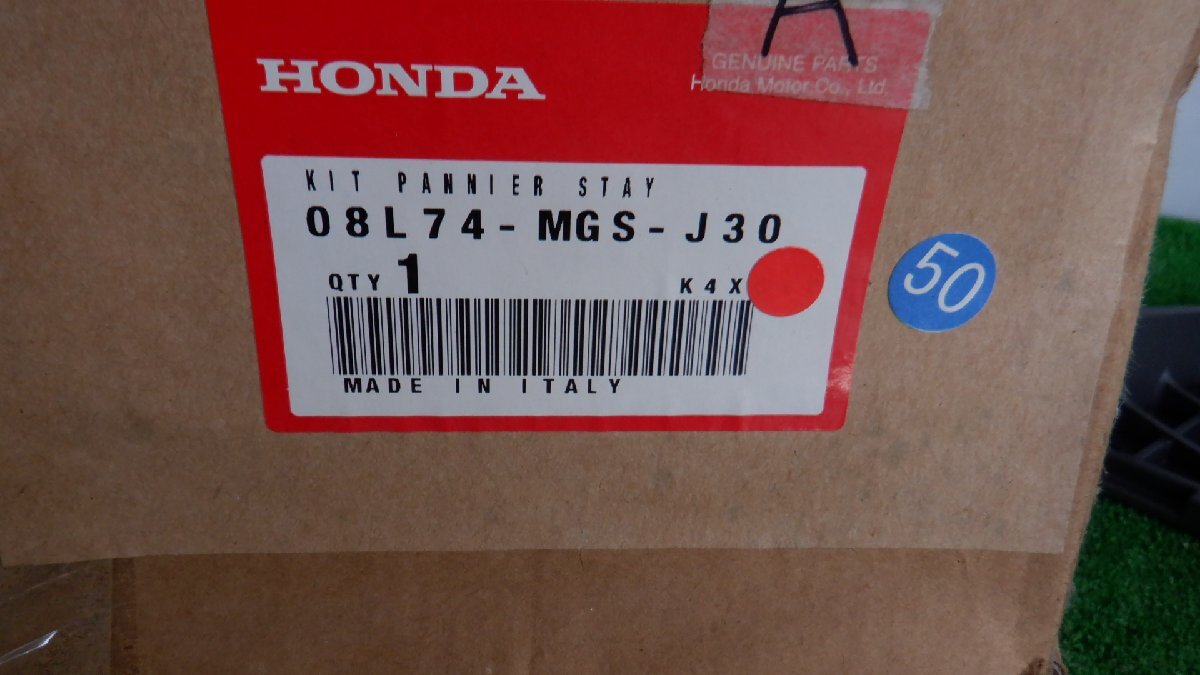 A
HONDA
GENUINE PARTS
Honda Motor Co., Ltd.
KIT PANNIER STAY
08L74-MGS-J30
QTY 1
K4X
50
MADE IN ITALY